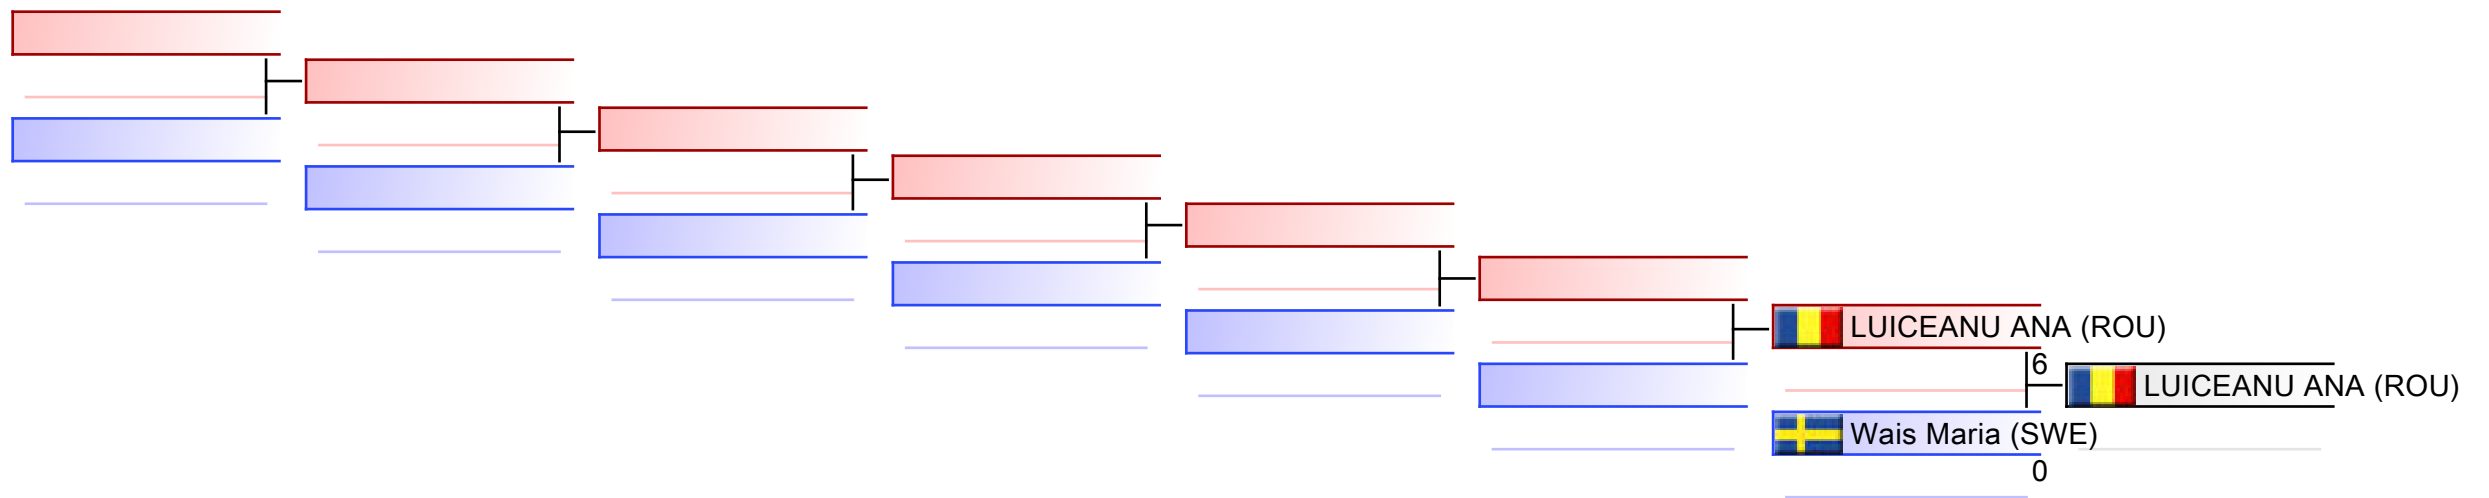 LUICEANU ANA (ROU)
6
LUICEANU ANA (ROU)
Wais Maria (SWE)
0